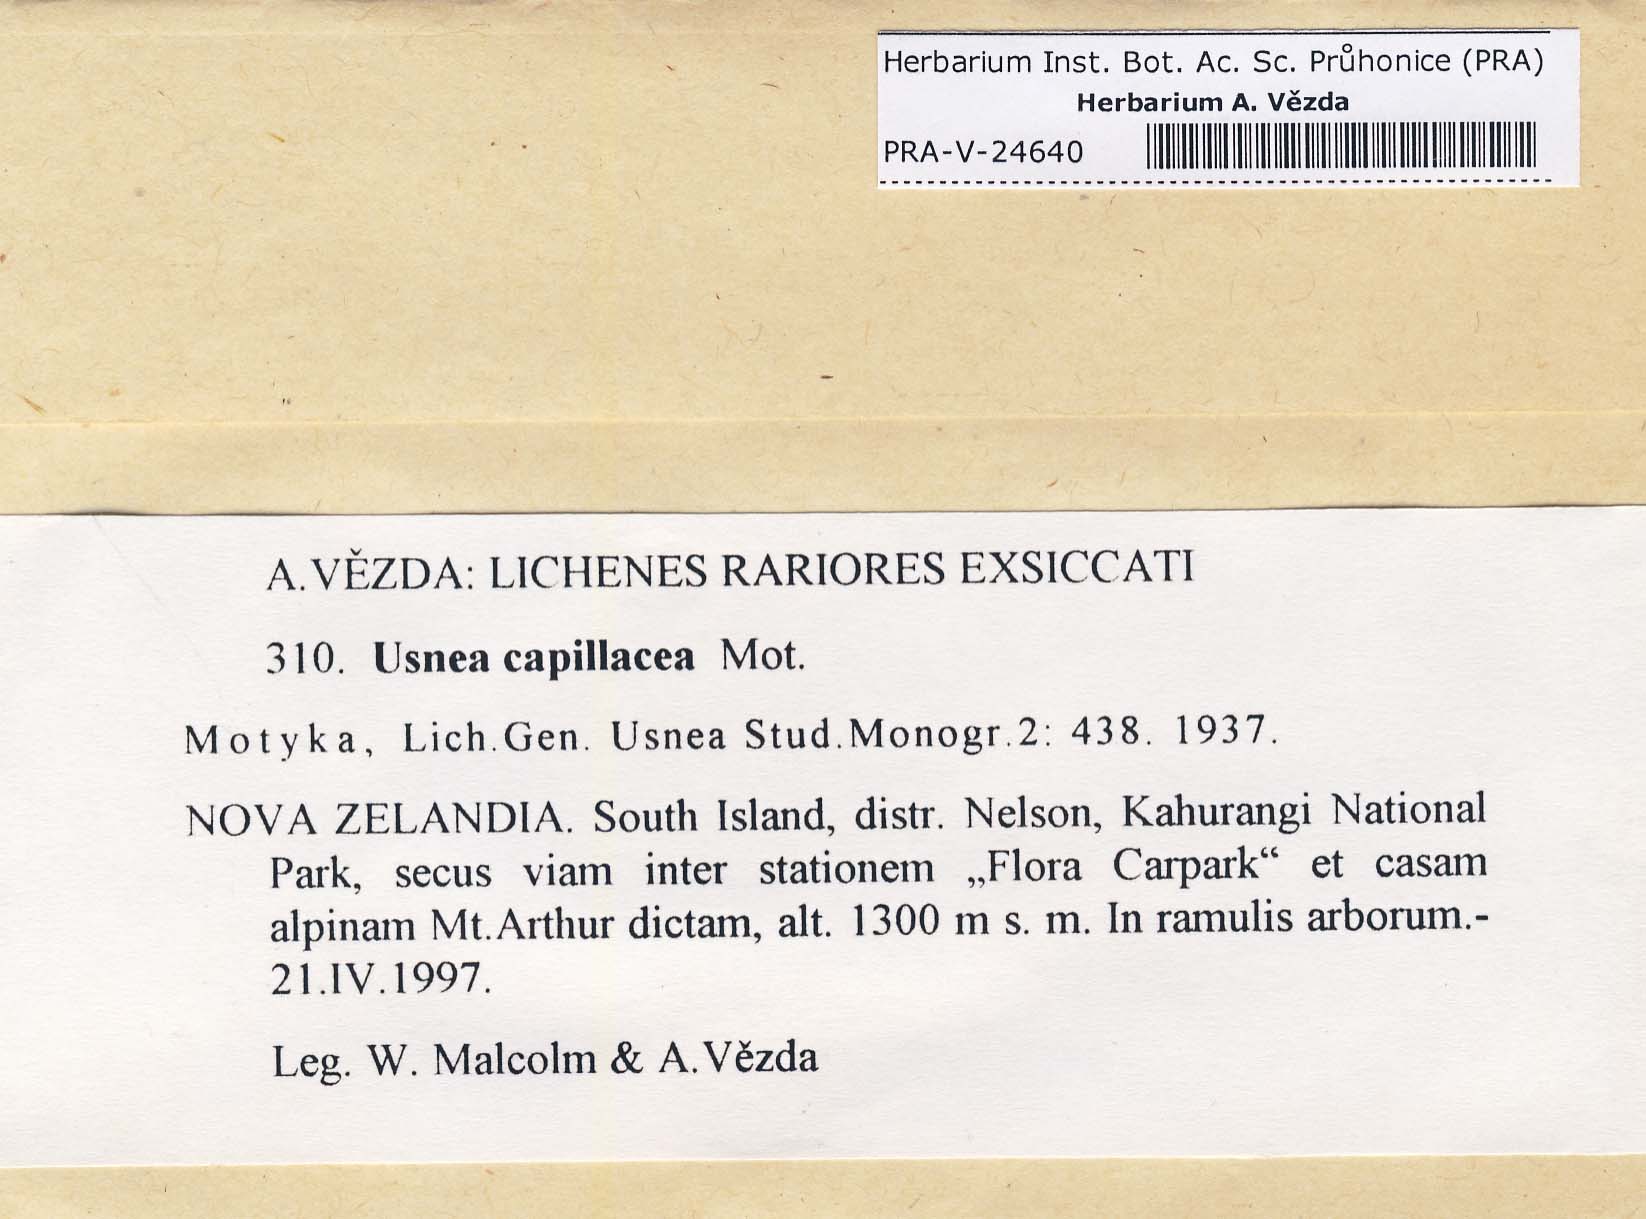 Herbarium Inst. Bot. Ac. Sc. Průhonice (PRA)
Herbarium A. Vězda
PRA-V-24640
A.VĚZDA: LICHENES RARIORES EXSICCATI
310. Usnea capillacea Mot.
Motyka, Lich.Gen. Usnea Stud.Monogr.2: 438. 1937.
NOVA ZELANDIA. South Island, distr. Nelson, Kahurangi National
Park, secus viam inter stationem „Flora Carpark“ et casam
alpinam Mt.Arthur dictam, alt. 1300 m s. m. In ramulis arborum.-
21.IV.1997.
Leg. W. Malcolm & A.Vězda